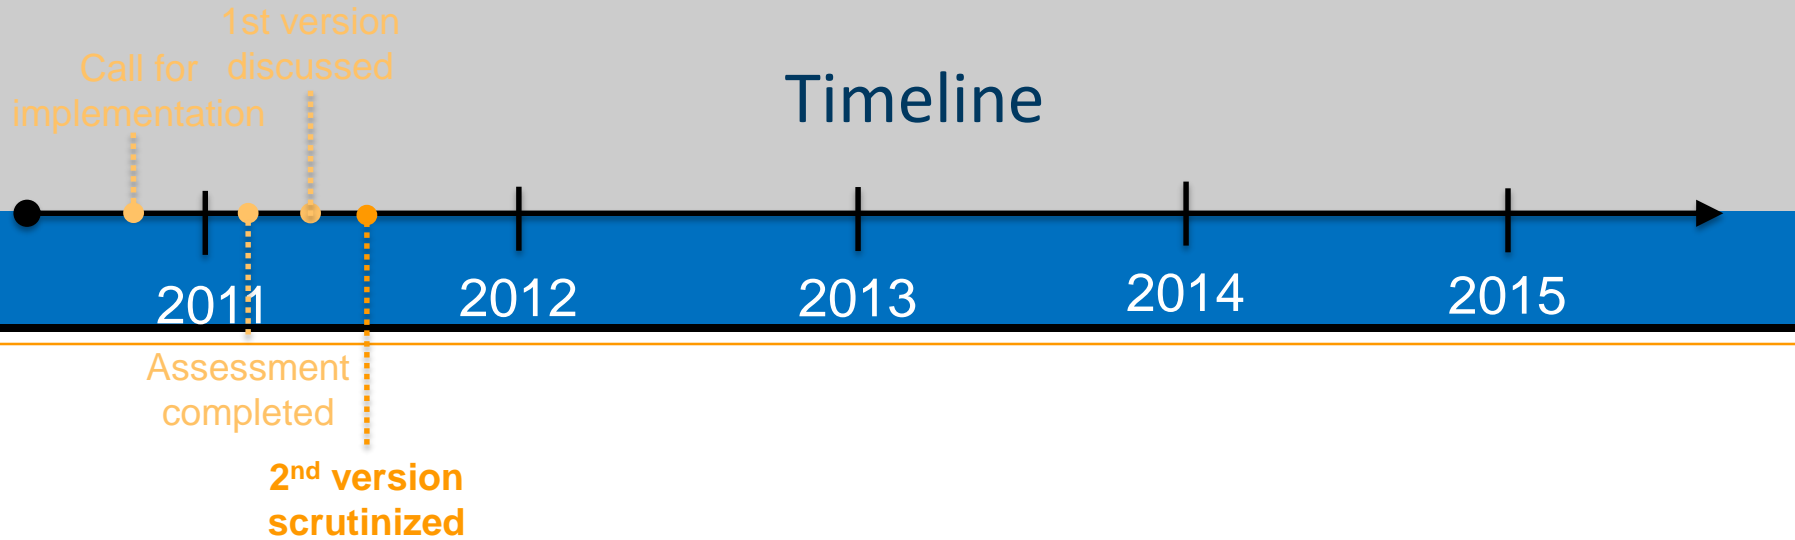 1st version
discussed
Call for
implementation
Timeline
2011
2012
2013
2014
2015
Assessment
completed
2nd version
scrutinized